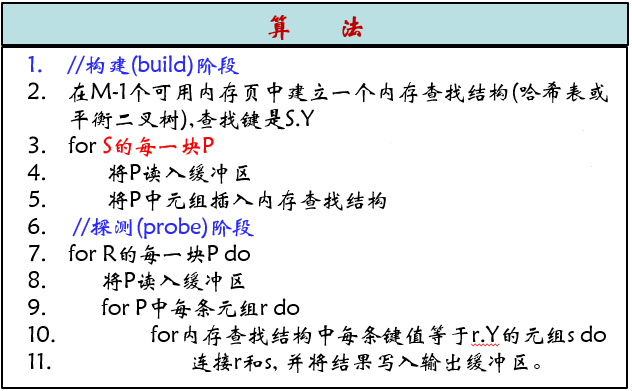 算 法
1. //构建(build)阶段
2. 在M-1个可用内存页中建立一个内存查找结构(哈希表或
平衡二叉树),查找键是S.Y
3. for S的每一块P
4. 将P读入缓冲区
5. 将P中元组插入内存查找结构
6. //探测(probe)阶段
7. for R的每一块P do
8. 将P读入缓冲区
9. for P中每条元组r do
10. for内存查找结构中每条键值等于r.Y的元组s do
11. 连接r和s, 并将结果写入输出缓冲区。